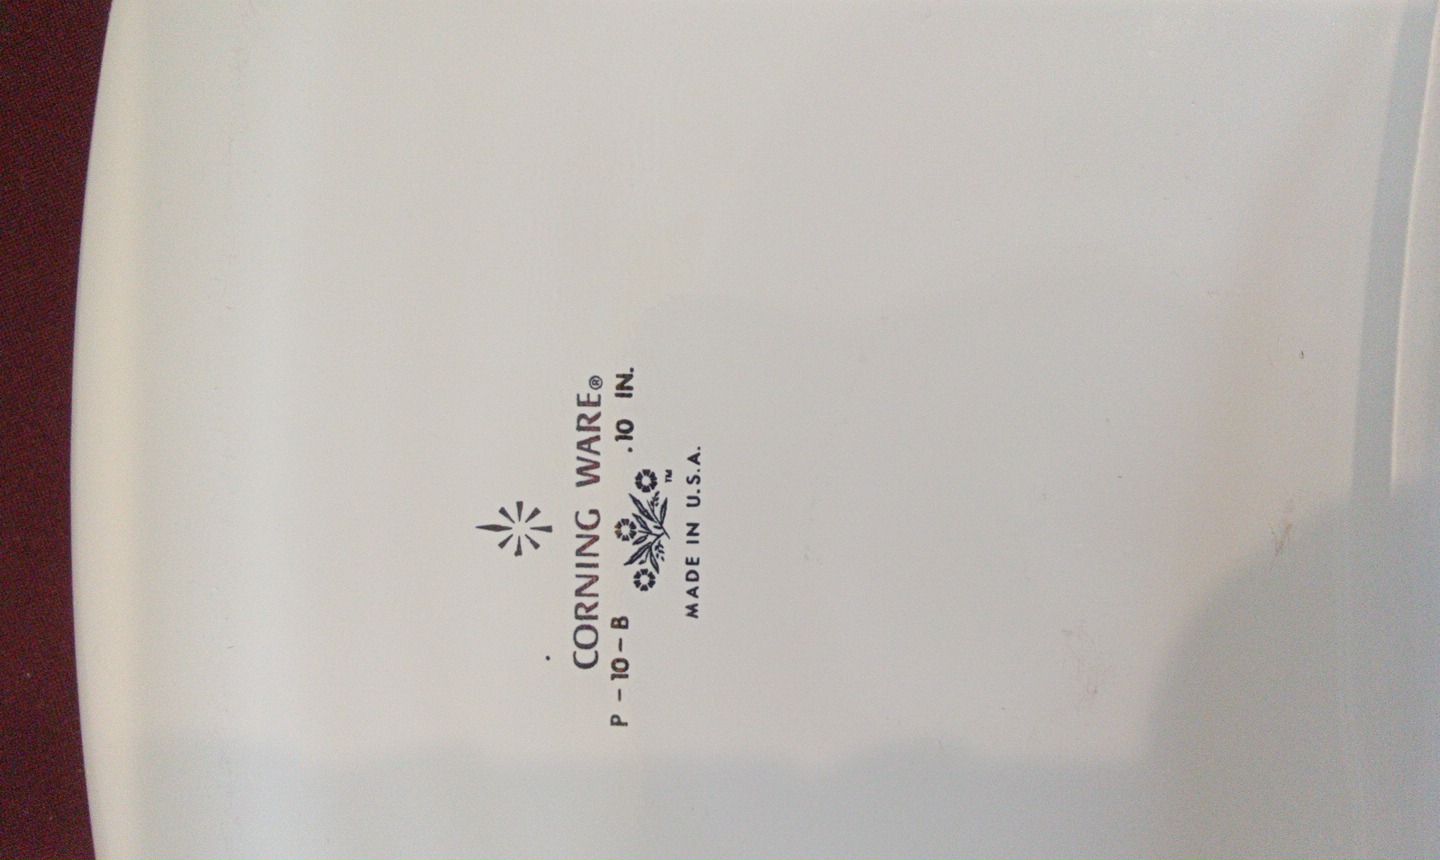 CORNING WARE®
P - 10 - B .10 IN.
TM
MADE IN U.S.A.